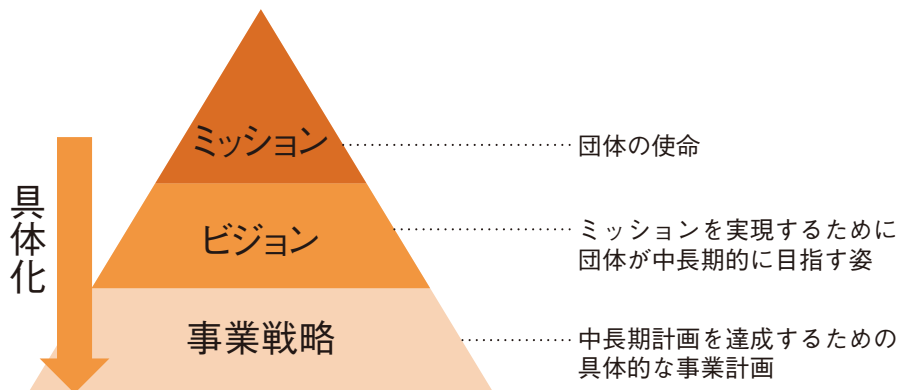 ミッション
団体の使命
具体化
ビジョン
ミッションを実現するために
団体が中長期的に目指す姿
事業戦略
中長期計画を達成するための
具体的な事業計画